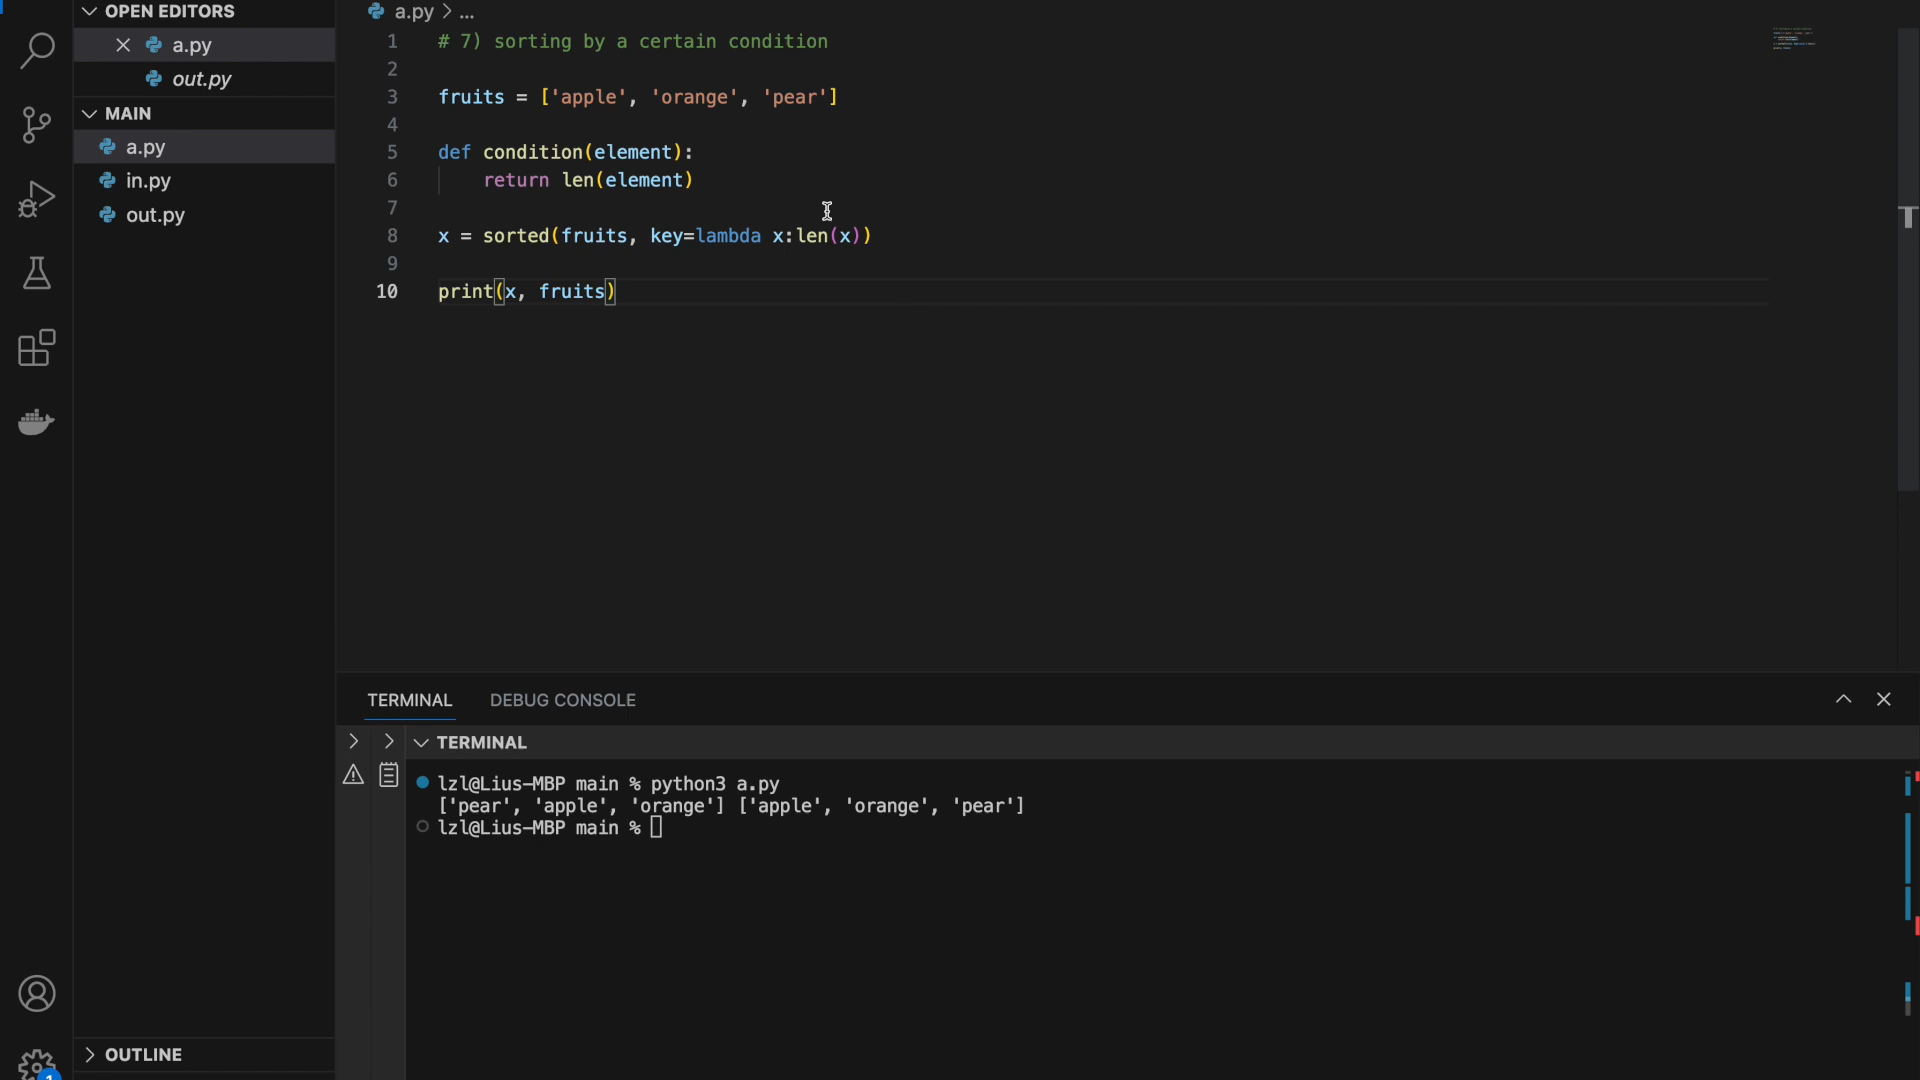 OPEN EDITORS
a.py
out.py
MAIN
a.py
in.py
out.py
OUTLINE
1
a.py > ...
1 # 7) sorting by a certain condition
2
3 fruits = ['apple', 'orange', 'pear']
4
5 def condition(element):
6 return len(element)
7
8 x = sorted(fruits, key=lambda x:len(x))
9
10 print(x, fruits)
TERMINAL DEBUG CONSOLE
TERMINAL
lzl@Lius-MBP main % python3 a.py
['pear', 'apple', 'orange'] ['apple', 'orange', 'pear']
lzl@Lius-MBP main %